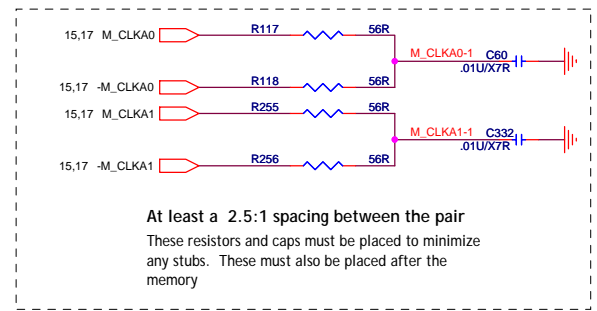 15,17 M_CLKA0 R117 56R
M_CLKA0-1 C60
.01U/X7R
15,17 -M_CLKA0 R118 56R
15,17 M_CLKA1 R255 56R
M_CLKA1-1 C332
.01U/X7R
15,17 -M_CLKA1 R256 56R
At least a 2.5:1 spacing between the pair
These resistors and caps must be placed to minimize
any stubs. These must also be placed after the
memory